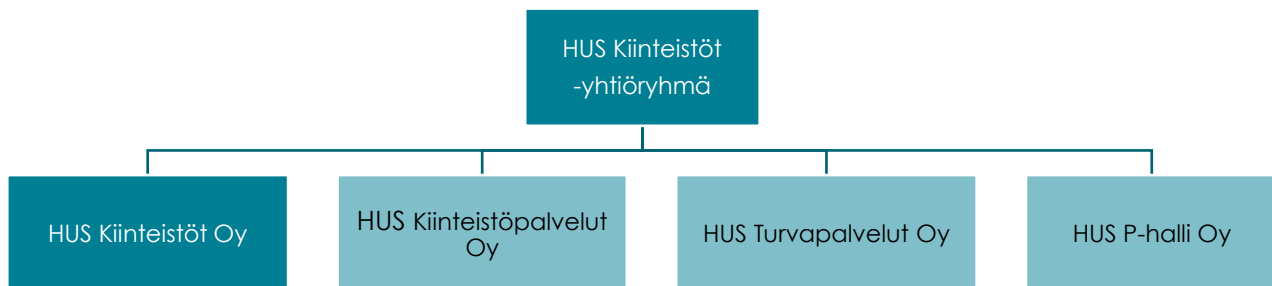 HUS Kiinteistöt
-yhtiöryhmä
HUS Kiinteistöt Oy
HUS Kiinteistöpalvelut
Oy
HUS Turvapalvelut Oy
HUS P-halli Oy